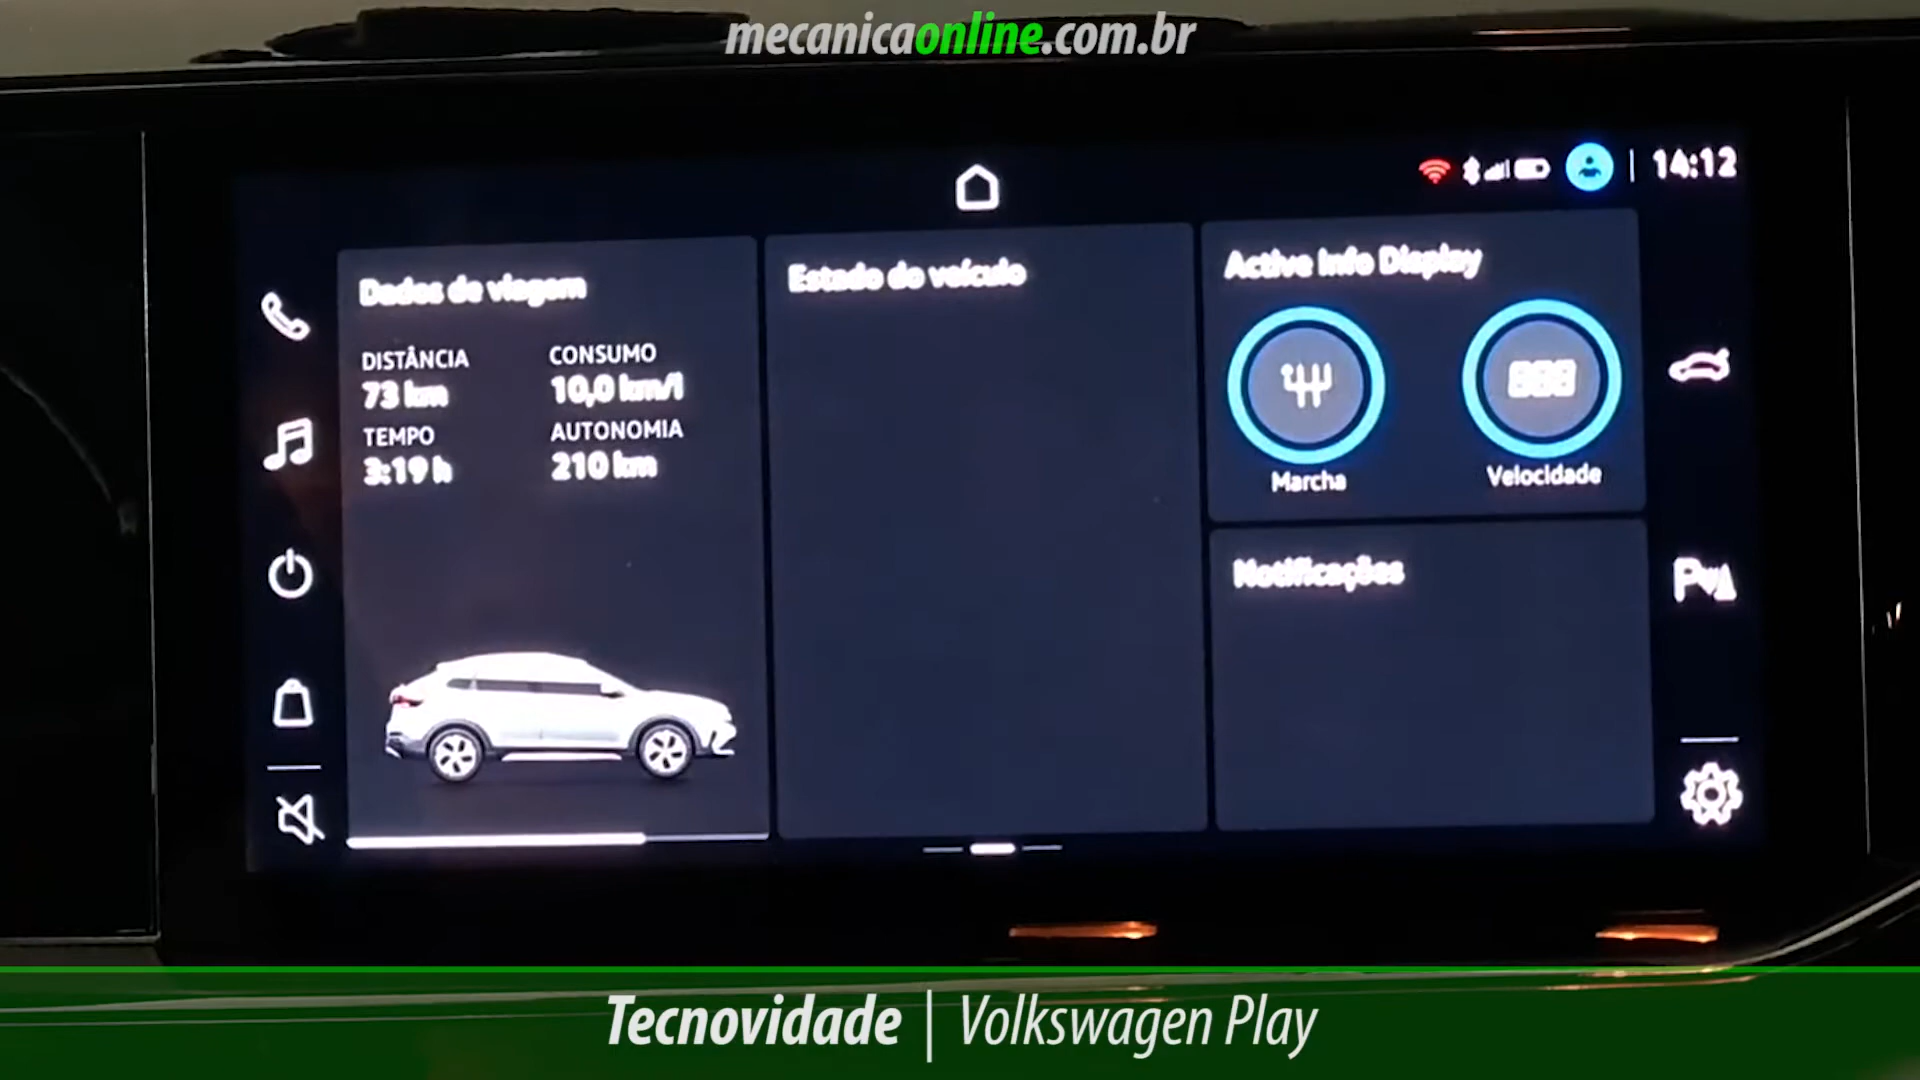 mecanicaonline.com.br
14:12
Dados de viagem
DISTÂNCIA
73 km
CONSUMO
10,0 km/l
TEMPO
3:19 h
AUTONOMIA
210 km
Estado do veículo
Active Info Display
888
Marcha
Velocidade
Notificações
P
Tecnovidade | Volkswagen Play